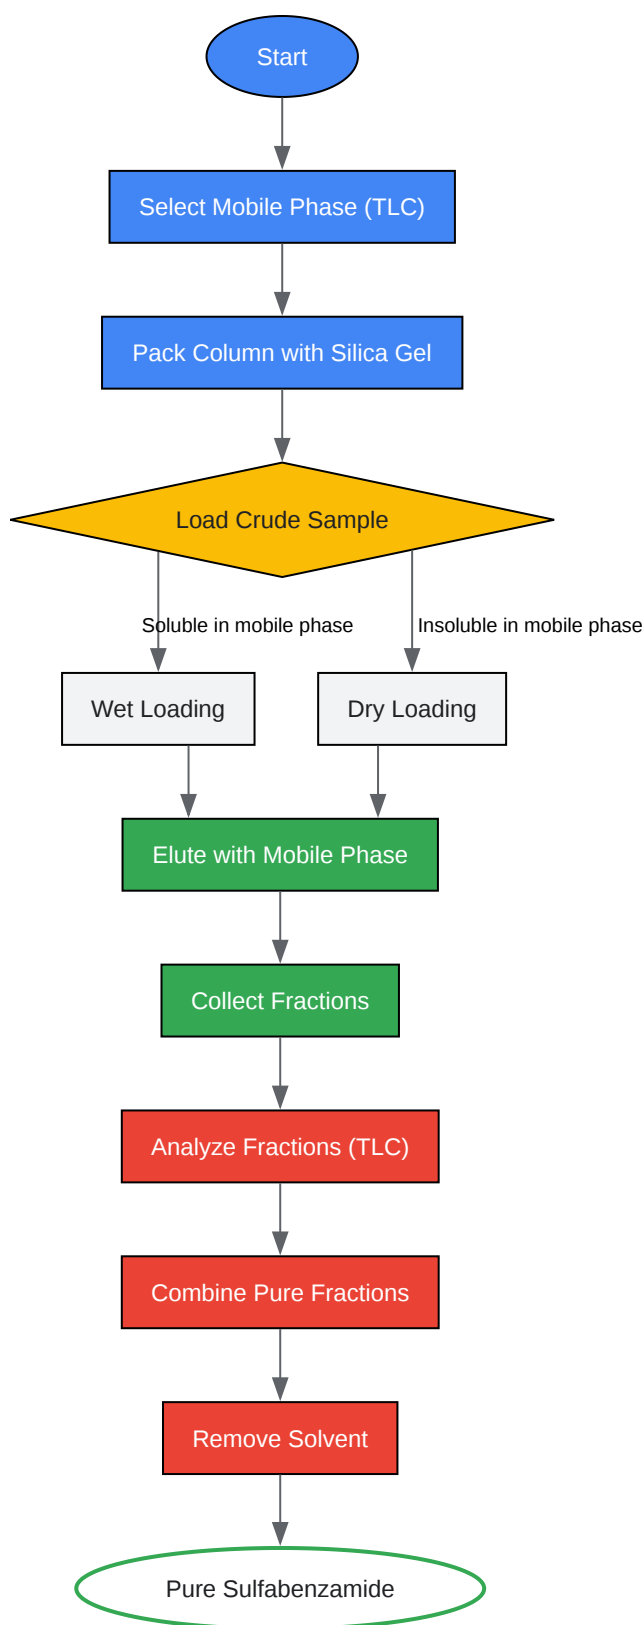 Start
Select Mobile Phase (TLC)
Pack Column with Silica Gel
Load Crude Sample
Soluble in mobile phase
Insoluble in mobile phase
Wet Loading
Dry Loading
Elute with Mobile Phase
Collect Fractions
Analyze Fractions (TLC)
Combine Pure Fractions
Remove Solvent
Pure Sulfabenzamide